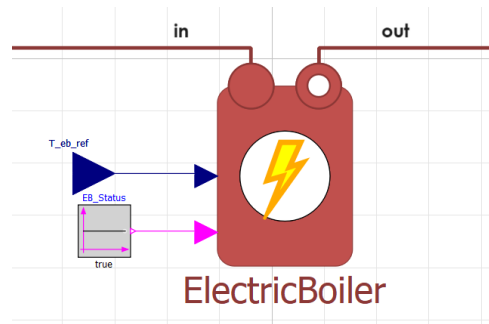 in
out
T_eb_ref
EB_Status
true
ElectricBoiler